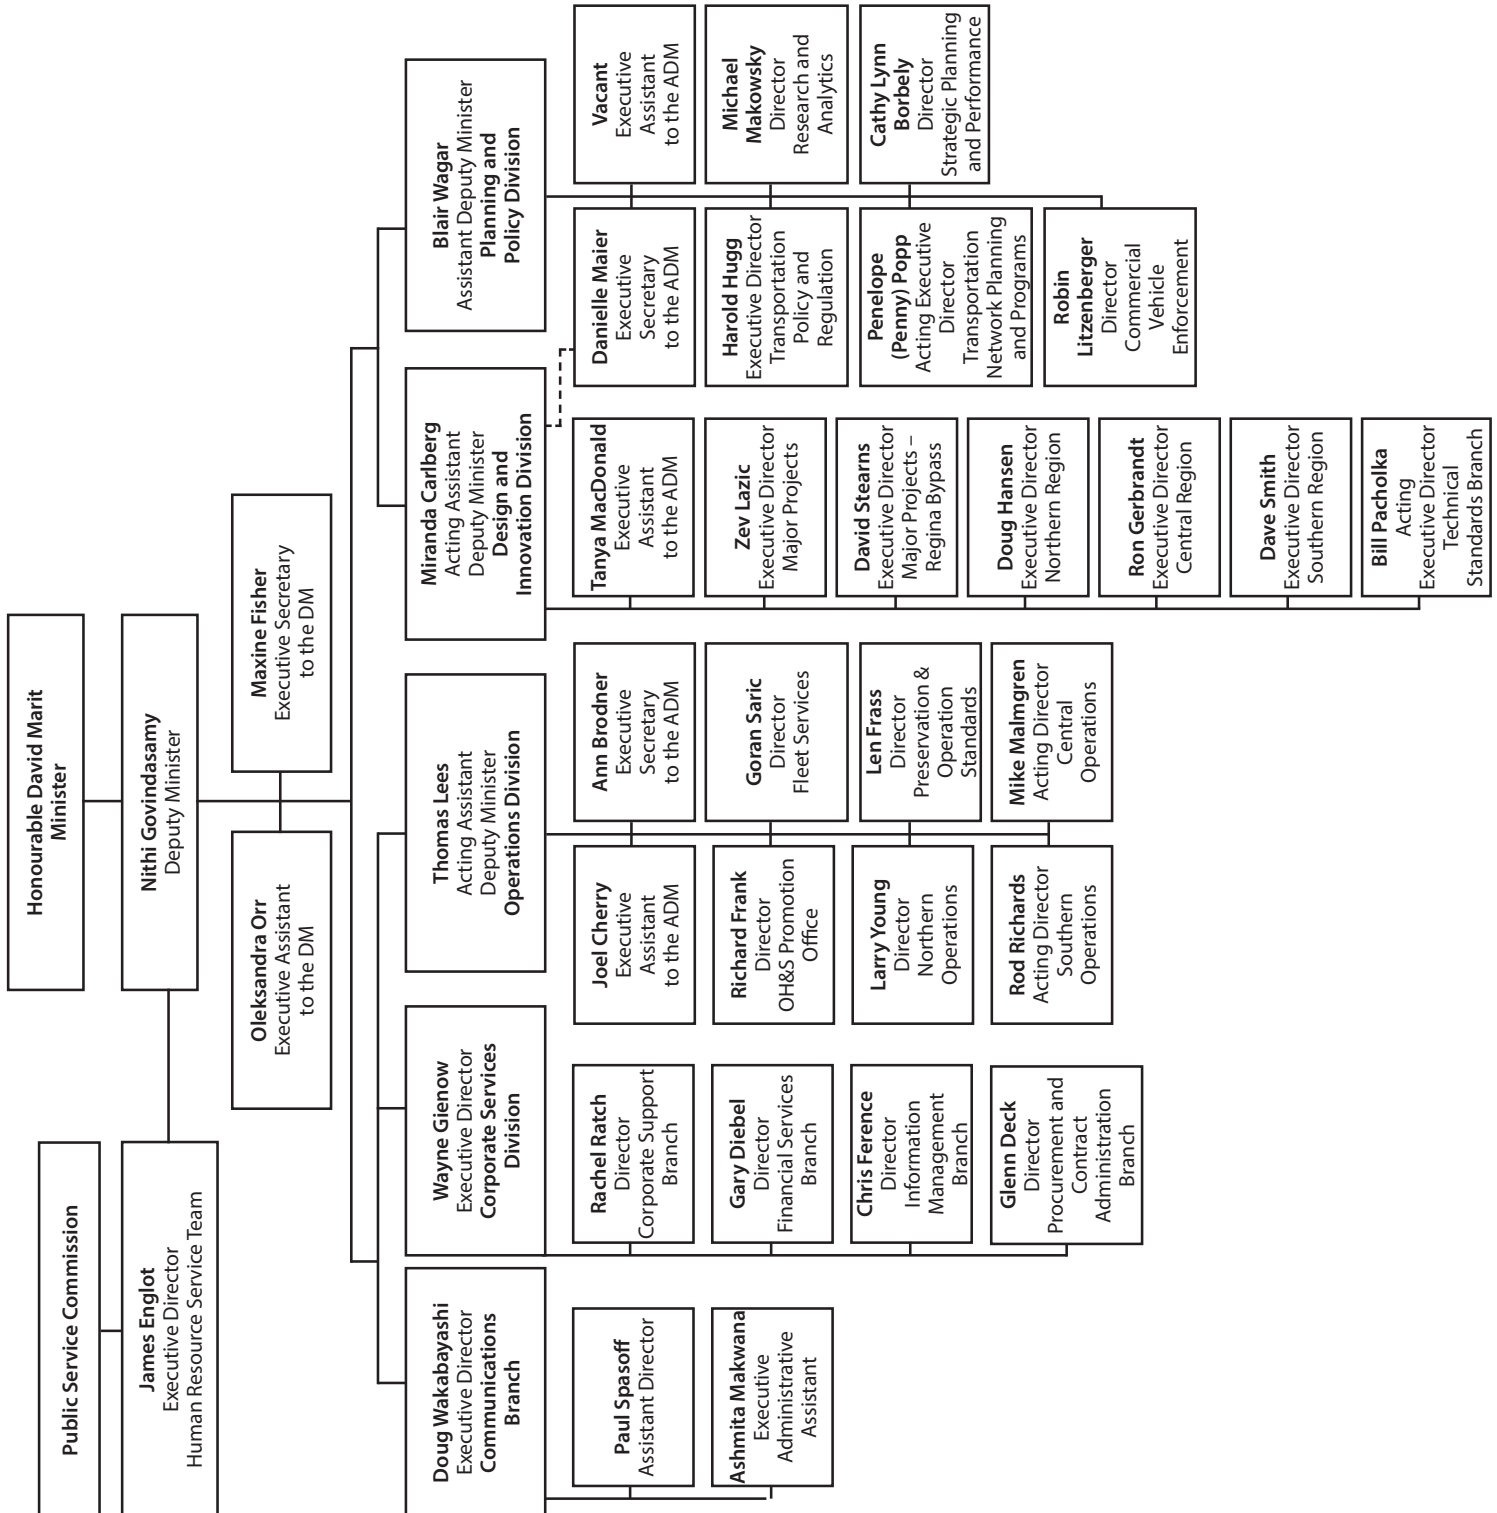 Honourable David Marit
Minister
Public Service Commission
Nithi Govindasamy
Deputy Minister
James Englot
Executive Director
Human Resource Service Team
Oleksandra Orr
Executive Assistant
to the DM
Maxine Fisher
Executive Secretary
to the DM
Doug Wakabayashi
Executive Director
Communications
Branch
Paul Spasoff
Assistant Director
Ashmita Makwana
Executive
Administrative
Assistant
Wayne Gienow
Executive Director
Corporate Services
Division
Rachel Ratch
Director
Corporate Support
Branch
Gary Diebel
Director
Financial Services
Branch
Chris Ference
Director
Information
Management
Branch
Glenn Deck
Director
Procurement and
Contract
Administration
Branch
Thomas Lees
Acting Assistant
Deputy Minister
Operations Division
Joel Cherry
Executive
Assistant
to the ADM
Ann Brodner
Executive
Secretary
to the ADM
Richard Frank
Director
OH&S Promotion
Office
Goran Saric
Director
Fleet Services
Larry Young
Director
Northern
Operations
Len Frass
Director
Preservation &
Operation
Standards
Rod Richards
Acting Director
Southern
Operations
Mike Malmgren
Acting Director
Central
Operations
Miranda Carlberg
Acting Assistant
Deputy Minister
Design and
Innovation Division
Tanya MacDonald
Executive
Assistant
to the ADM
Zev Lazic
Executive Director
Major Projects
David Stearns
Executive Director
Major Projects –
Regina Bypass
Doug Hansen
Executive Director
Northern Region
Ron Gerbrandt
Executive Director
Central Region
Dave Smith
Executive Director
Southern Region
Bill Pacholka
Acting
Executive Director
Technical
Standards Branch
Blair Wagar
Assistant Deputy Minister
Planning and
Policy Division
Danielle Maier
Executive
Secretary
to the ADM
Vacant
Executive
Assistant
to the ADM
Harold Hugg
Executive Director
Transportation
Policy and
Regulation
Michael
Makowsky
Director
Research and
Analytics
Penelope
(Penny) Popp
Acting Executive
Director
Transportation
Network Planning
and Programs
Cathy Lynn
Borbely
Director
Strategic Planning
and Performance
Robin
Litzenberger
Director
Commercial
Vehicle
Enforcement